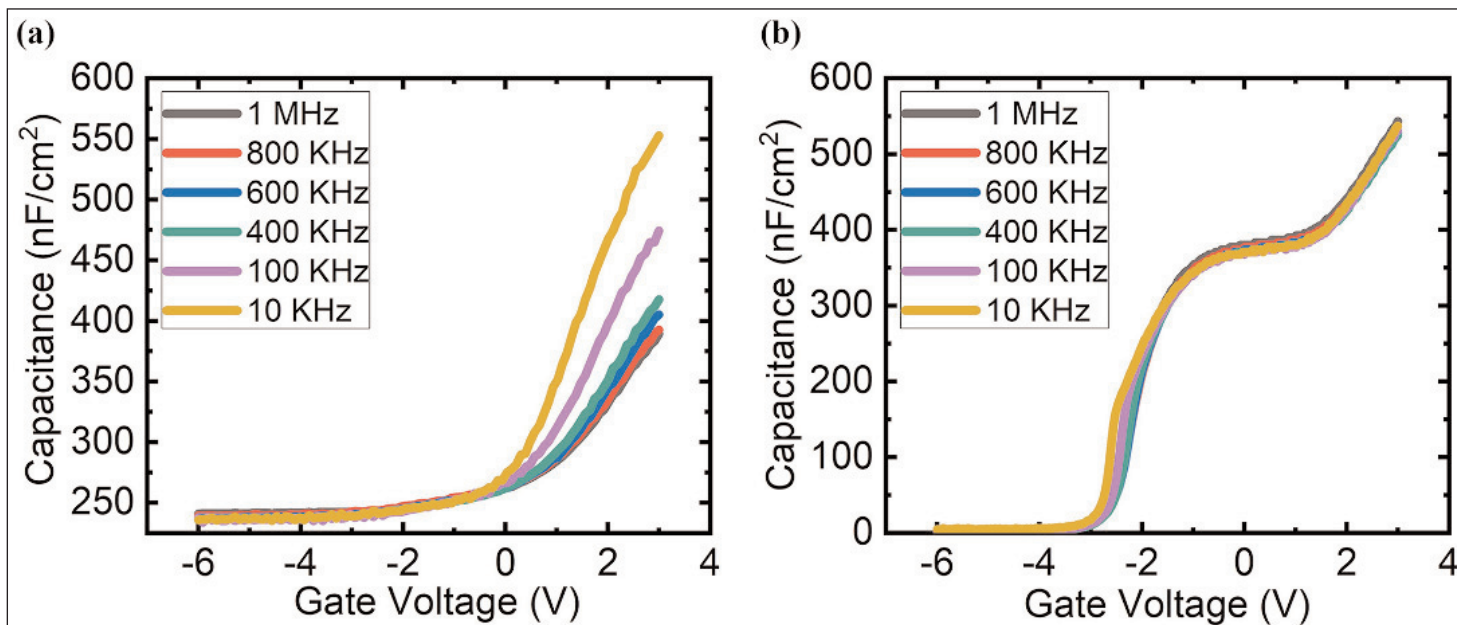 (a)
600
550
500
450
400
350
300
250
Capacitance (nF/cm²)
1 MHz
800 KHz
600 KHz
400 KHz
100 KHz
10 KHz
-6 -4 -2 0 2 4
Gate Voltage (V)
(b)
600
500
400
300
200
100
0
Capacitance (nF/cm²)
1 MHz
800 KHz
600 KHz
400 KHz
100 KHz
10 KHz
-6 -4 -2 0 2 4
Gate Voltage (V)